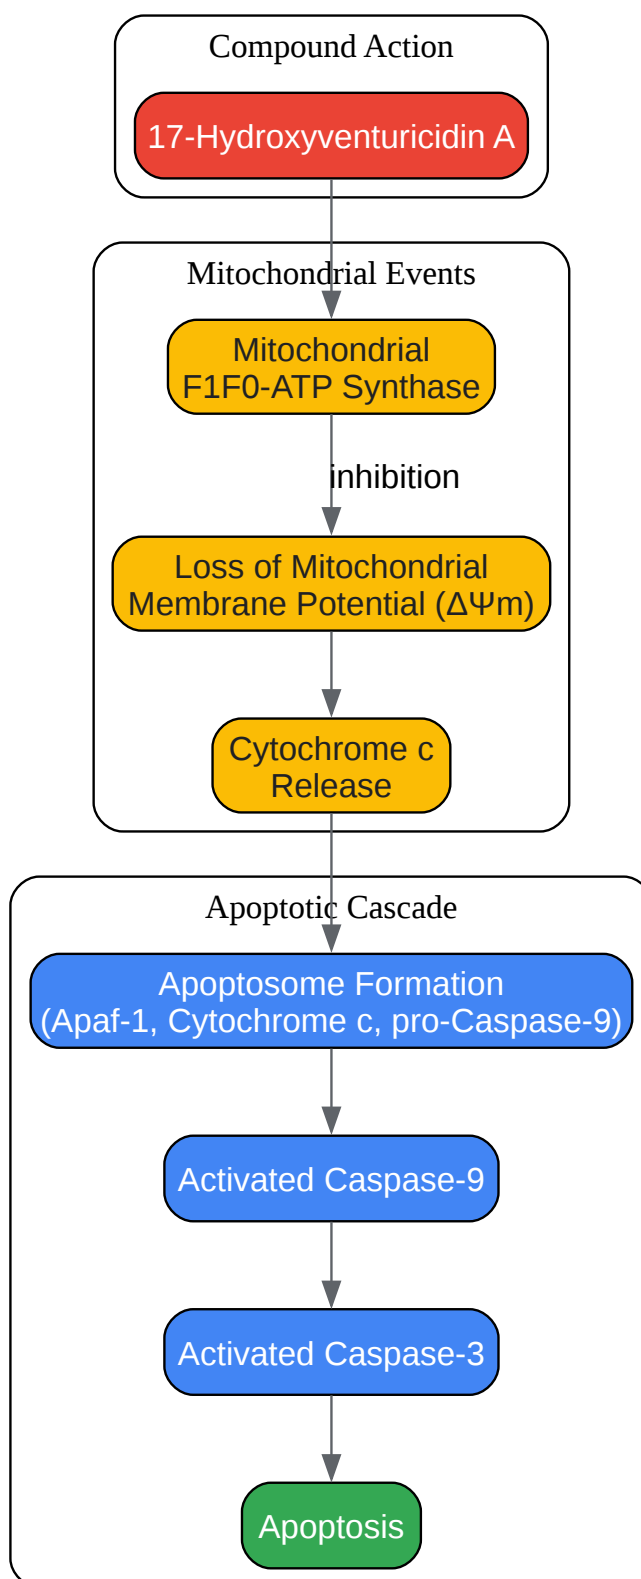 Compound Action
17-Hydroxyventuricidin A
Mitochondrial Events
Mitochondrial
F1F0-ATP Synthase
inhibition
Loss of Mitochondrial
Membrane Potential (ΔΨm)
Cytochrome c
Release
Apoptotic Cascade
Apoptosome Formation
(Apaf-1, Cytochrome c, pro-Caspase-9)
Activated Caspase-9
Activated Caspase-3
Apoptosis